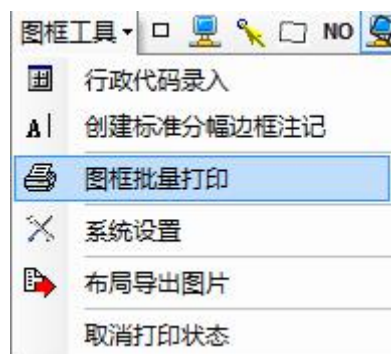 图框工具 NO
行政代码录入
A 创建标准分幅边框注记
图框批量打印
系统设置
布局导出图片
取消打印状态